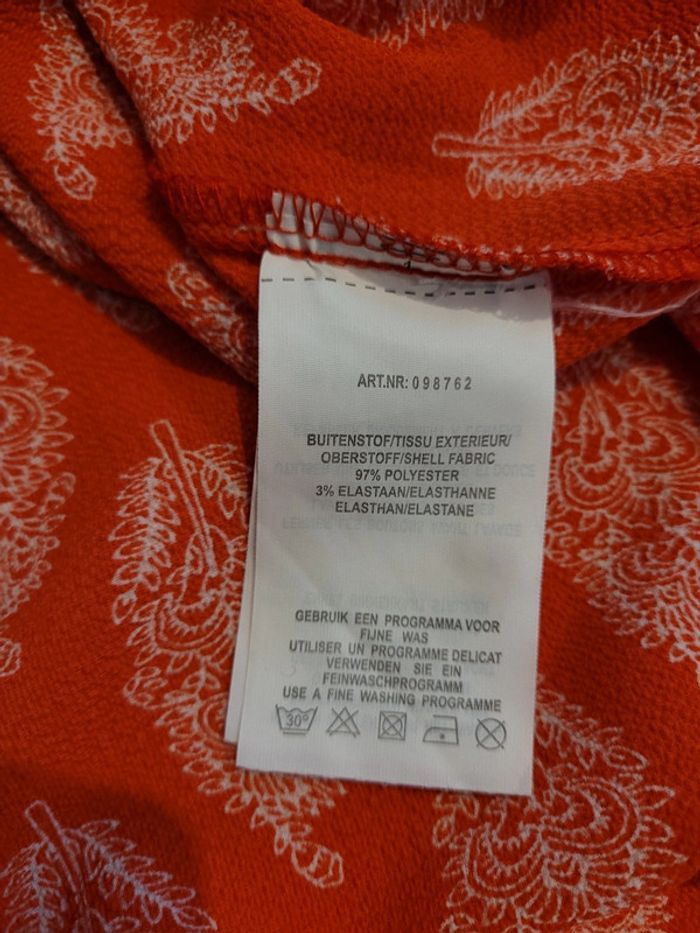 ART.NR: 098762
BUITENSTOF/TISSU EXTERIEUR/
OBERSTOFF/SHELL FABRIC
97% POLYESTER
3% ELASTAAN/ELASTHANNE
ELASTHAN/ELASTANE
GEBRUIK EEN PROGRAMMA VOOR
FIJNE WAS
UTILISER UN PROGRAMME DELICAT
VERWENDEN SIE EIN
FEINWASCHPROGRAMM
USE A FINE WASHING PROGRAMME
30°